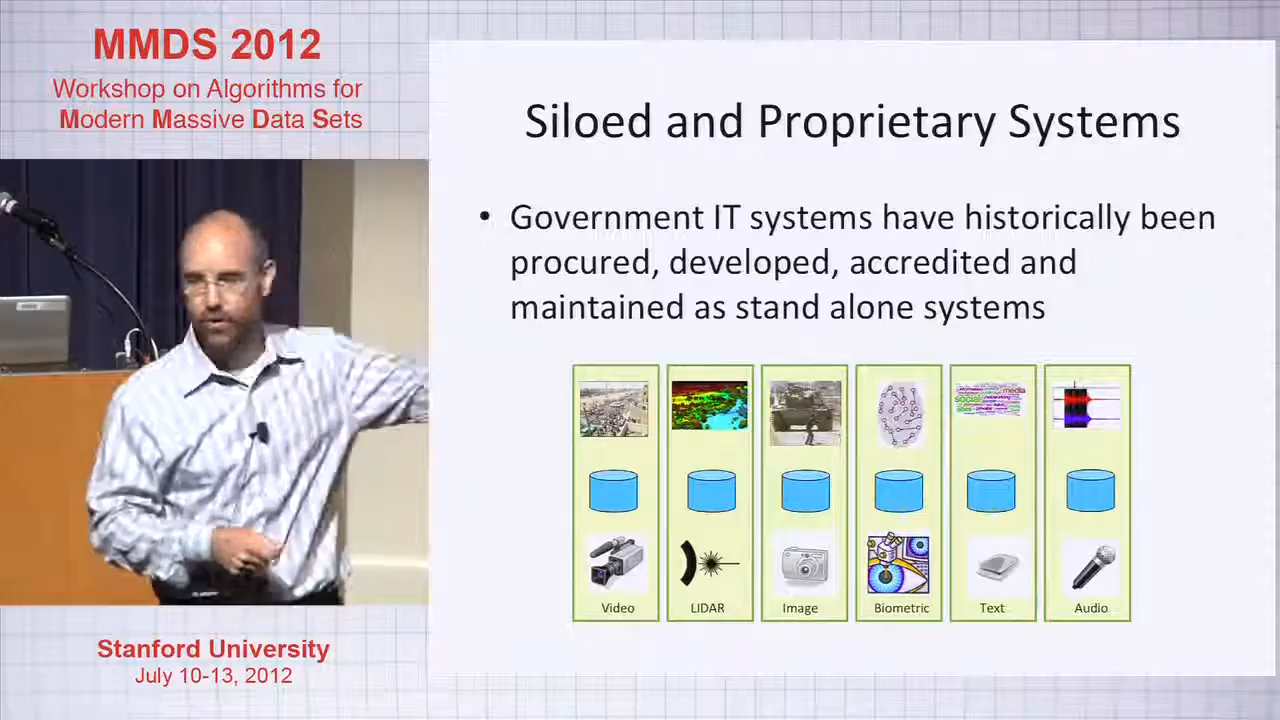 MMDS 2012
Workshop on Algorithms for
Modern Massive Data Sets
Siloed and Proprietary Systems
• Government IT systems have historically been
procured, developed, accredited and
maintained as stand alone systems
social
media
Video
LIDAR
Image
Biometric
Text
Audio
Stanford University
July 10-13, 2012